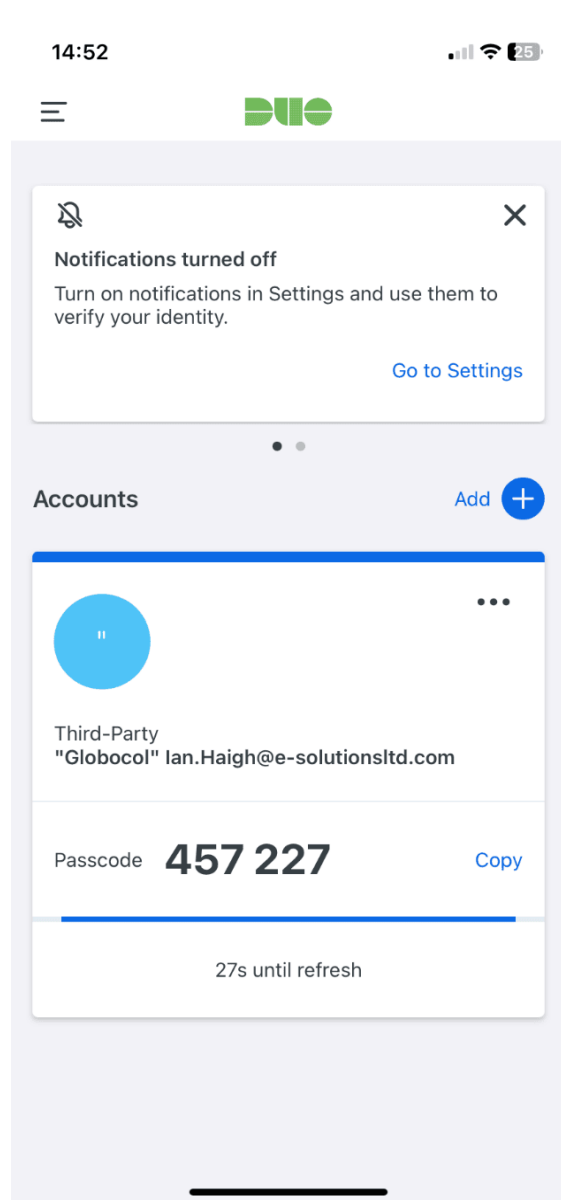 14:52
25
DUO
Notifications turned off
Turn on notifications in Settings and use them to
verify your identity.
Go to Settings
Accounts
Add
"
Third-Party
"Globocol" Ian.Haigh@e-solutionsltd.com
Passcode 457 227 Copy
27s until refresh